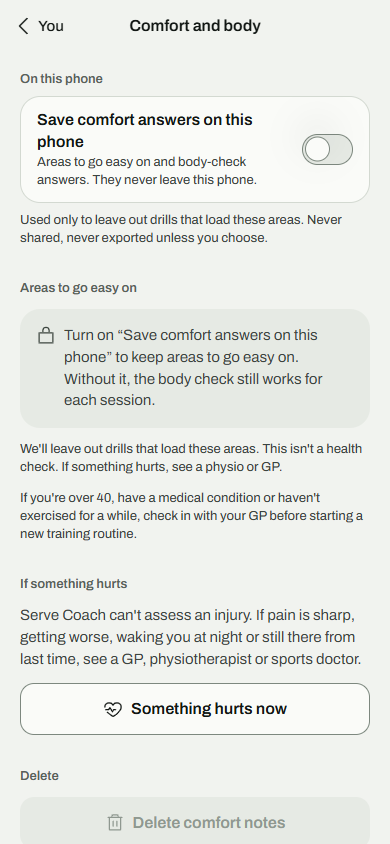 You
Comfort and body
On this phone
Save comfort answers on this
phone
Areas to go easy on and body-check
answers. They never leave this phone.
Used only to leave out drills that load these areas. Never
shared, never exported unless you choose.
Areas to go easy on
Turn on “Save comfort answers on this
phone” to keep areas to go easy on.
Without it, the body check still works for
each session.
We'll leave out drills that load these areas. This isn't a health
check. If something hurts, see a physio or GP.
If you're over 40, have a medical condition or haven't
exercised for a while, check in with your GP before starting a
new training routine.
If something hurts
Serve Coach can't assess an injury. If pain is sharp,
getting worse, waking you at night or still there from
last time, see a GP, physiotherapist or sports doctor.
Something hurts now
Delete
Delete comfort notes